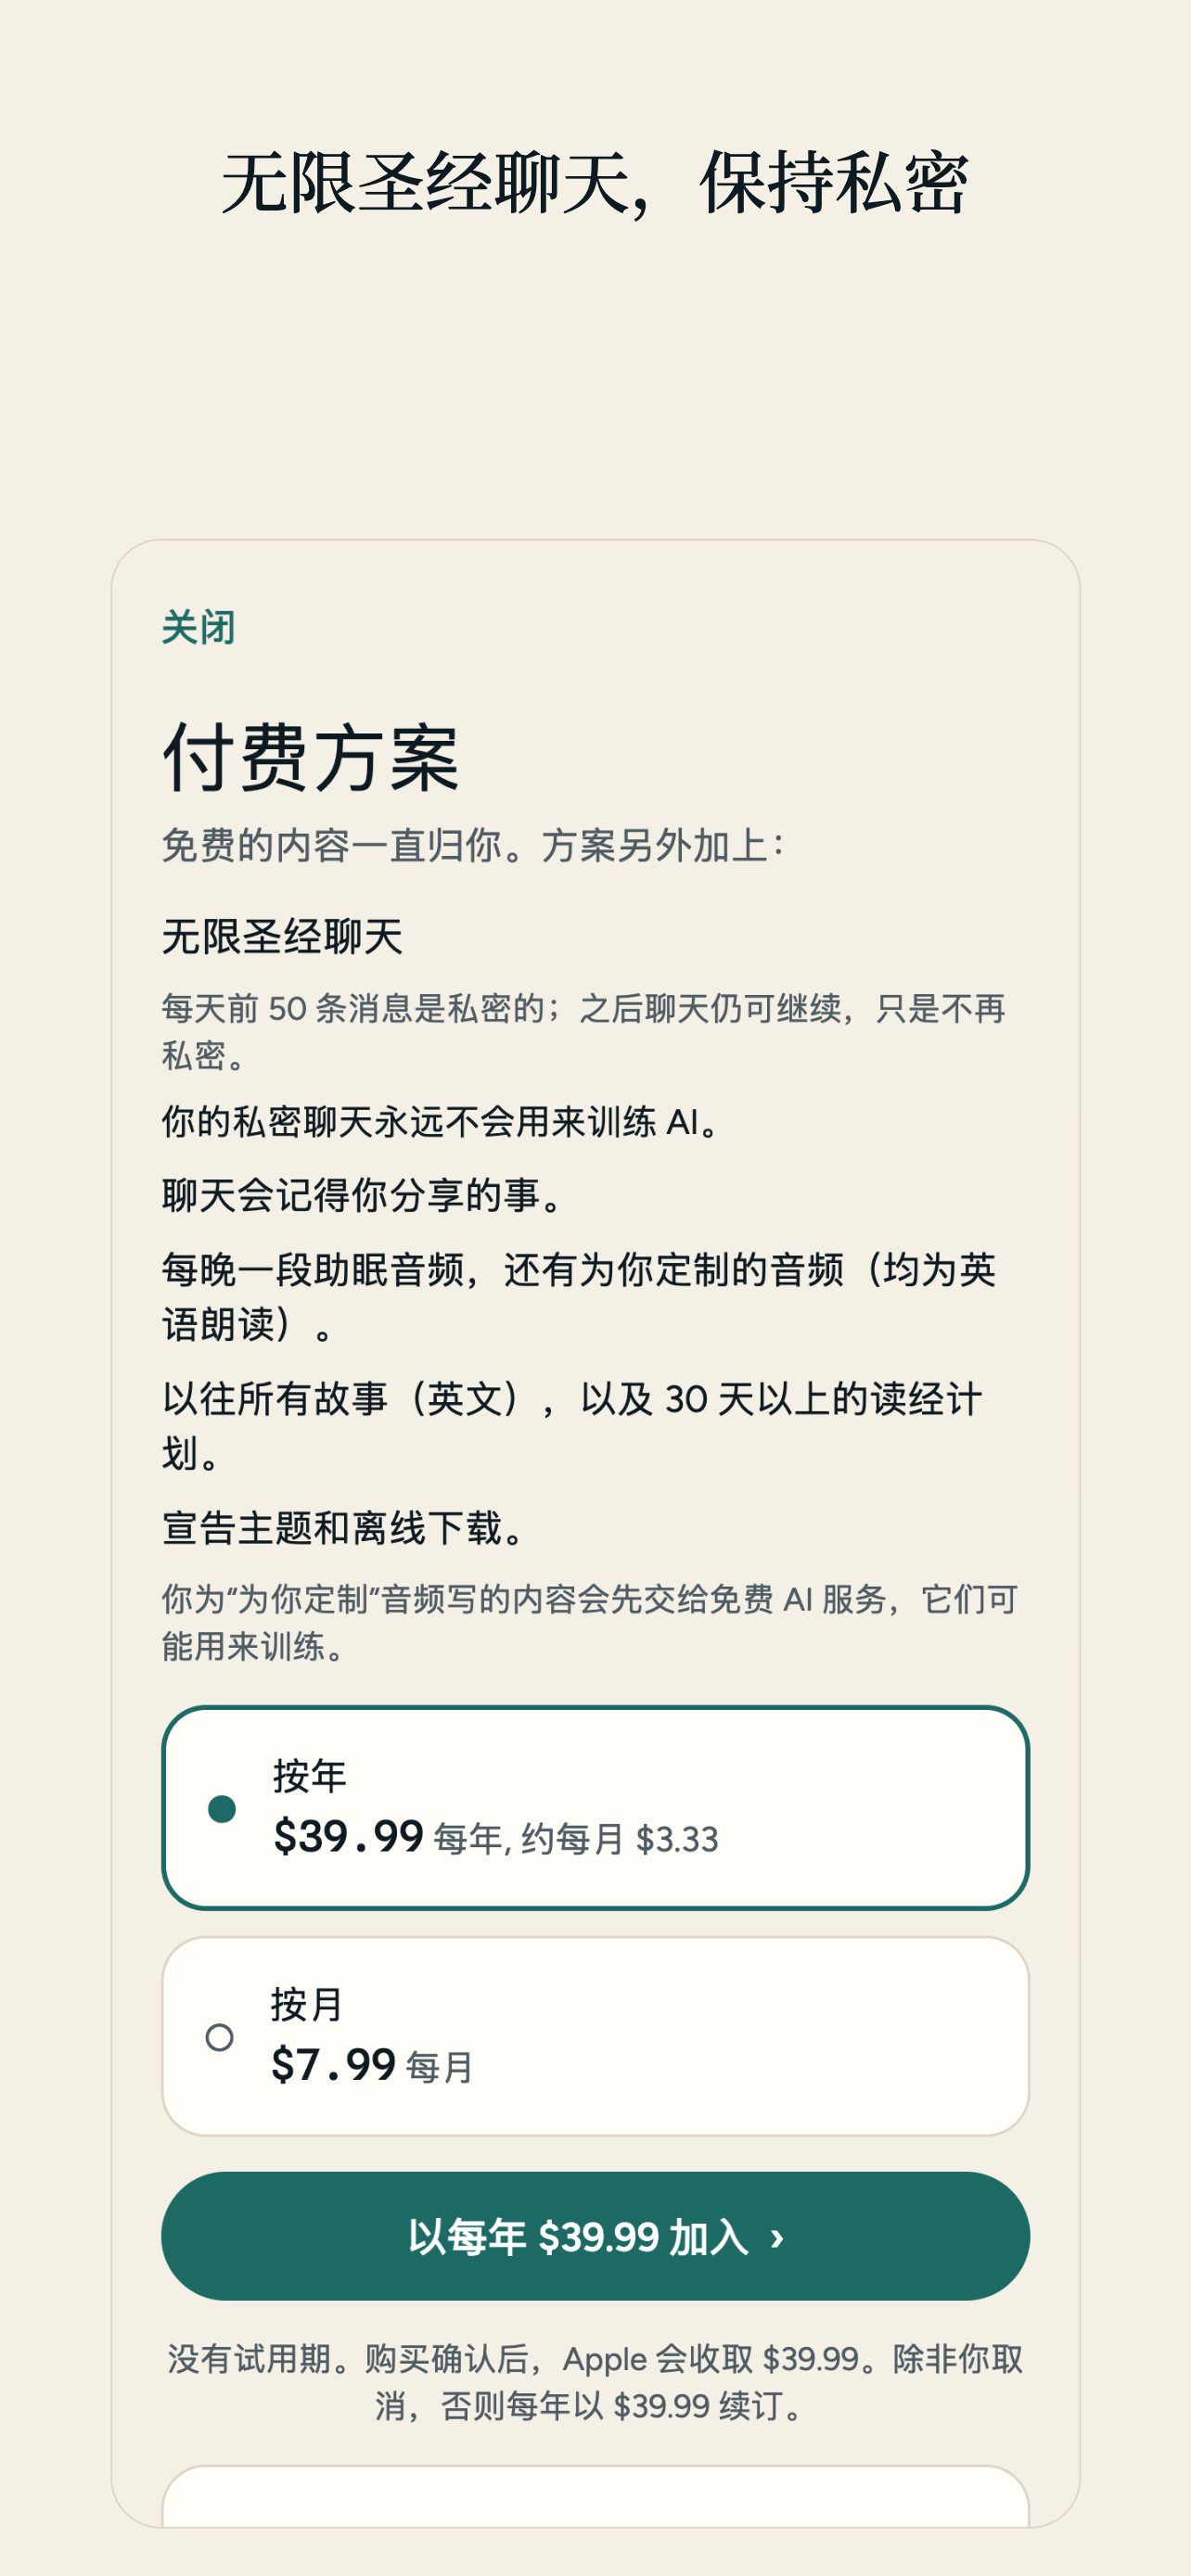 无限圣经聊天，保持私密
关闭
付费方案
免费的内容一直归你。方案另外加上：
无限圣经聊天
每天前 50 条消息是私密的；之后聊天仍可继续，只是不再
私密。
你的私密聊天永远不会用来训练 AI。
聊天会记得你分享的事。
每晚一段助眠音频，还有为你定制的音频（均为英
语朗读）。
以往所有故事（英文），以及 30 天以上的读经计
划。
宣告主题和离线下载。
你为“为你定制”音频写的内容会先交给免费 AI 服务，它们可
能用来训练。
按年
$39.99 每年, 约每月 $3.33
按月
$7.99 每月
以每年 $39.99 加入 ›
没有试用期。购买确认后，Apple 会收取 $39.99。除非你取
消，否则每年以 $39.99 续订。